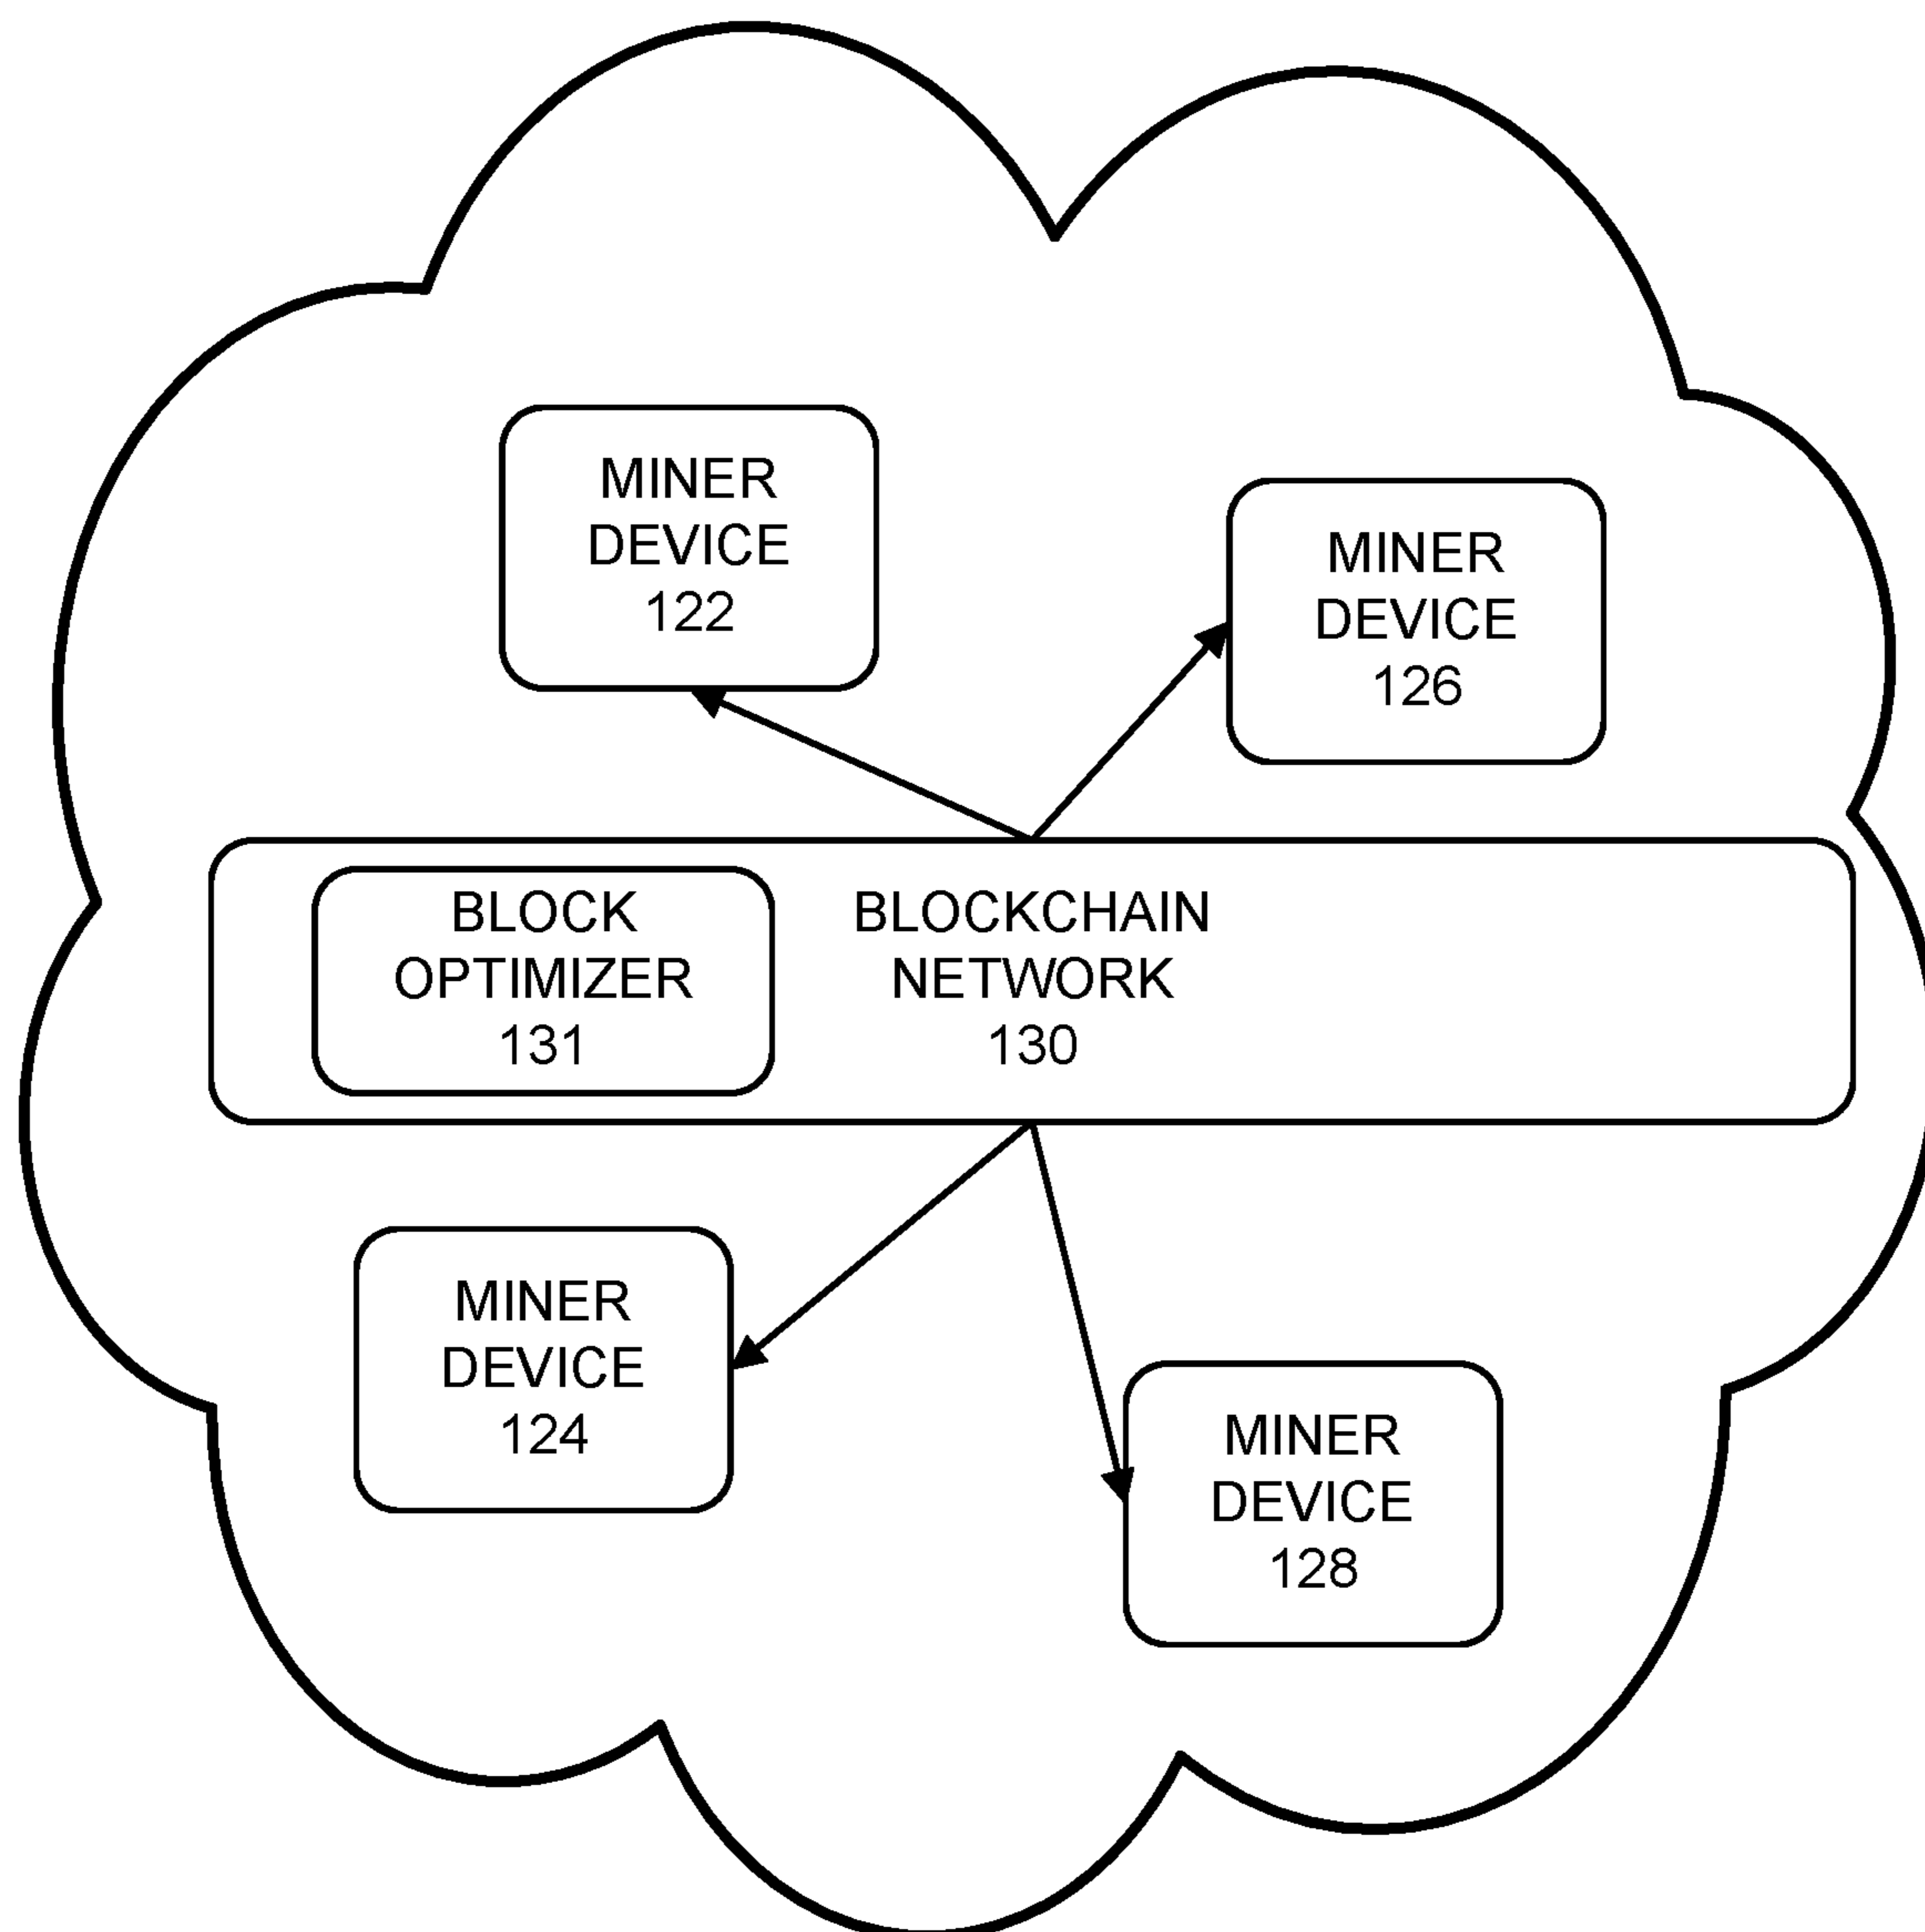 MINER
DEVICE
122
MINER
DEVICE
126
BLOCK
OPTIMIZER
131
BLOCKCHAIN
NETWORK
130
MINER
DEVICE
124
MINER
DEVICE
128